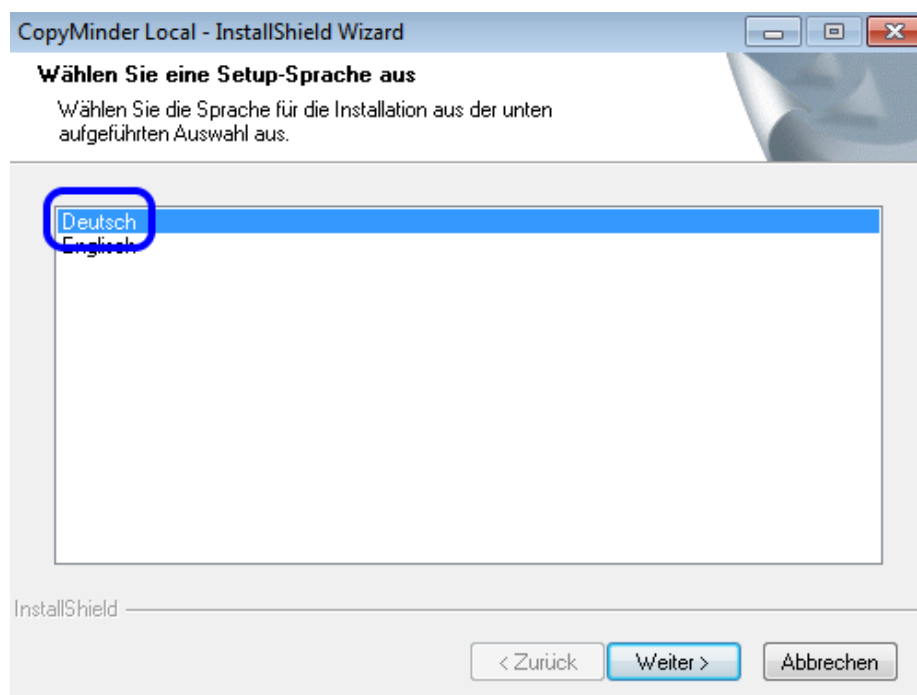 CopyMinder Local - InstallShield Wizard
Wählen Sie eine Setup-Sprache aus
Wählen Sie die Sprache für die Installation aus der unten
aufgeführten Auswahl aus.
Deutsch
Englisch
InstallShield
< Zurück Weiter > Abbrechen